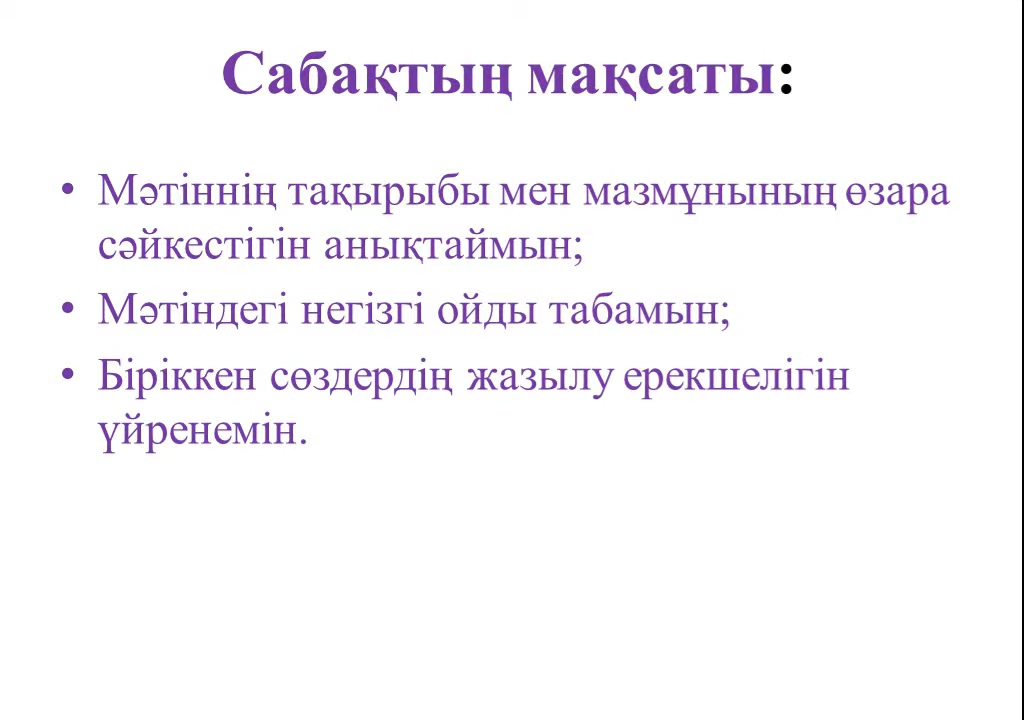 Сабақтың мақсаты:
• Мәтіннің тақырыбы мен мазмұнының өзара
сәйкестігін анықтаймын;
• Мәтіндегі негізгі ойды табамын;
• Біріккен сөздердің жазылу ерекшелігін
үйренемін.